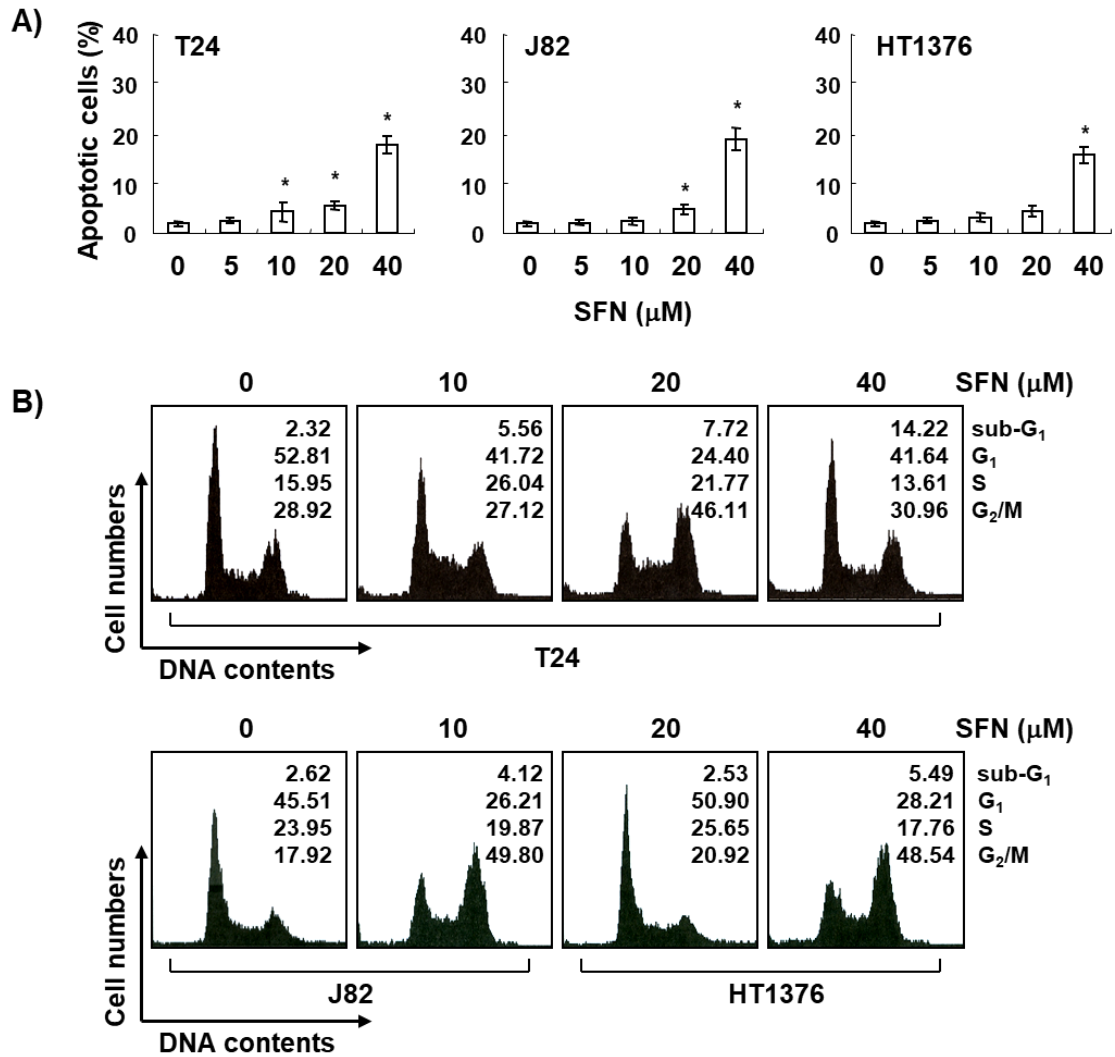 A)
Apoptotic cells (%)
T24
40
30
20
10
0
* * *
0 5 10 20 40
J82
40
30
20
10
0
* *
0 5 10 20 40
HT1376
40
30
20
10
0
*
0 5 10 20 40
SFN (μM)
B)
0 10 20 40 SFN (μM)
2.32 5.56 7.72 14.22 sub-G₁
52.81 41.72 24.40 41.64 G₁
15.95 26.04 21.77 13.61 S
28.92 27.12 46.11 30.96 G₂/M
Cell numbers
DNA contents
T24
0 10 20 40 SFN (μM)
2.62 4.12 2.53 5.49 sub-G₁
45.51 26.21 50.90 28.21 G₁
23.95 19.87 25.65 17.76 S
17.92 49.80 20.92 48.54 G₂/M
Cell numbers
J82 HT1376
DNA contents